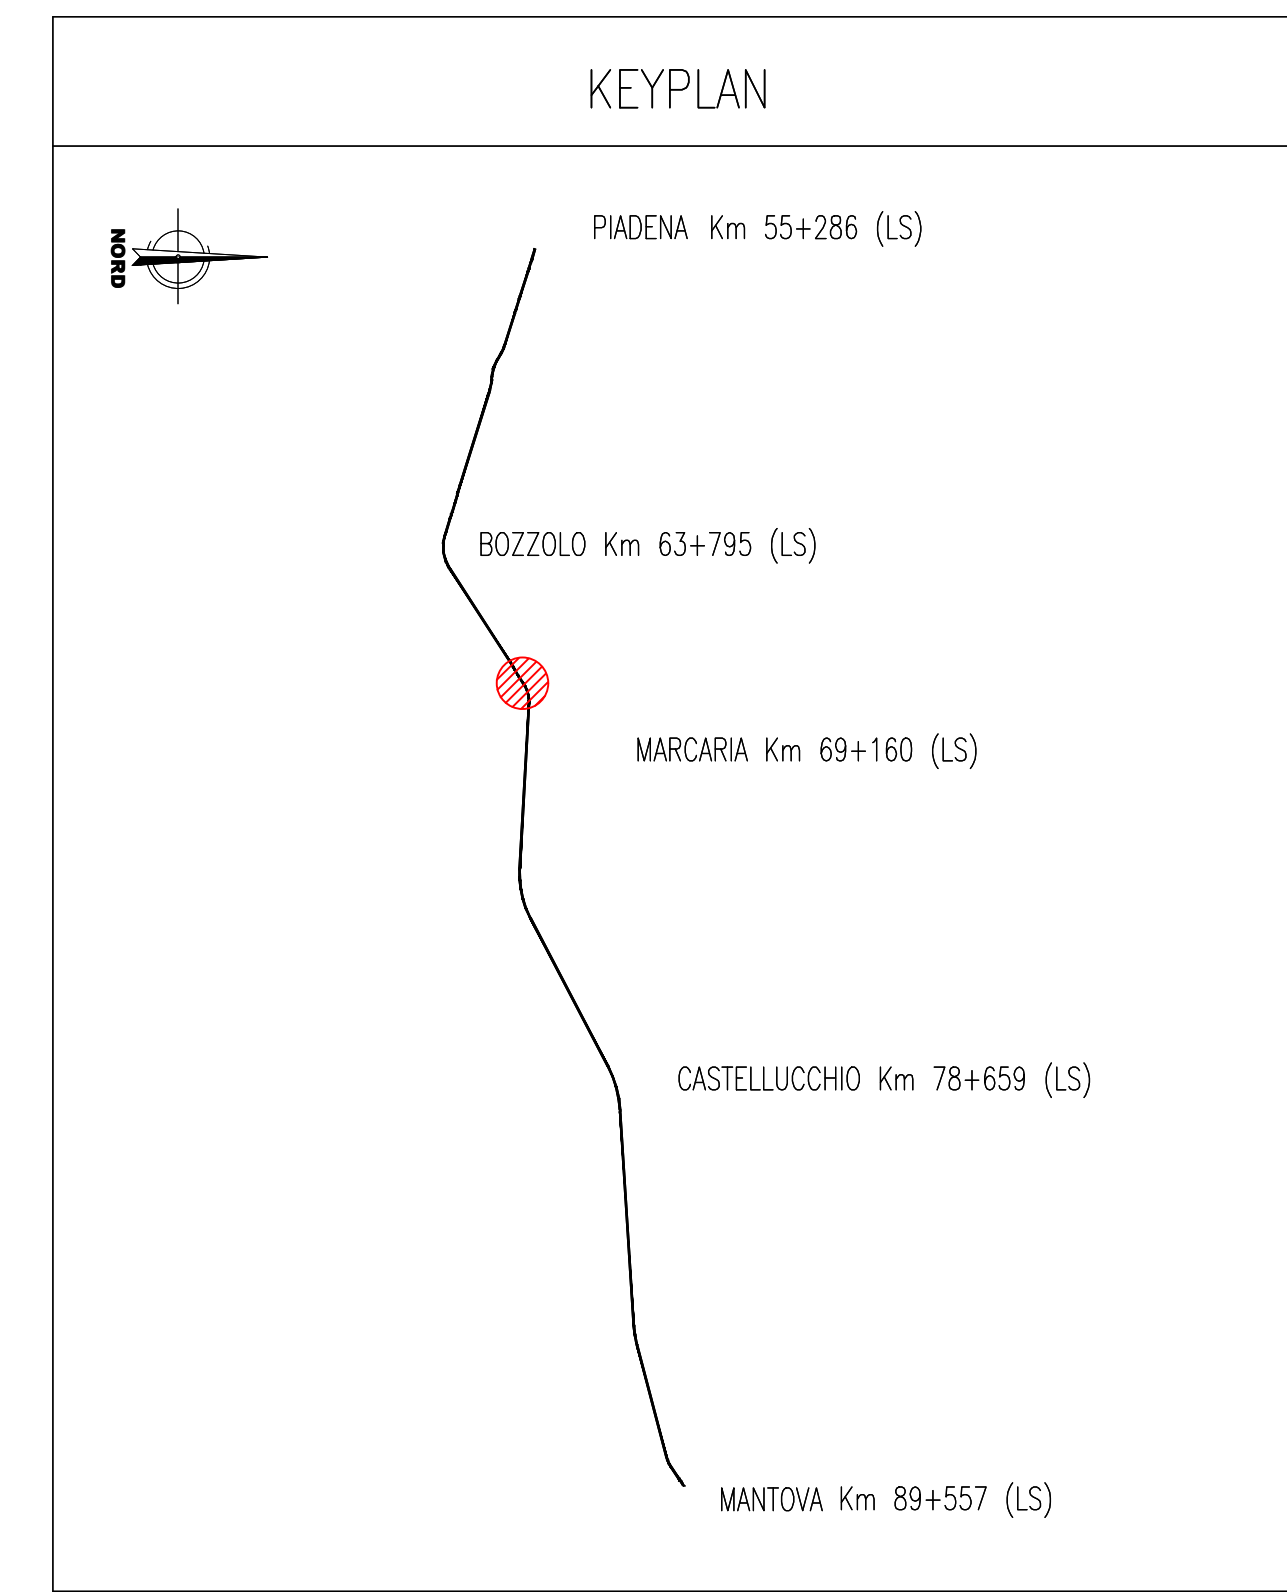 KEYPLAN
NORD
PIADENA Km 55+286 (LS)
BOZZOLO Km 63+795 (LS)
MARCARIA Km 69+160 (LS)
CASTELLUCCHIO Km 78+659 (LS)
MANTOVA Km 89+557 (LS)